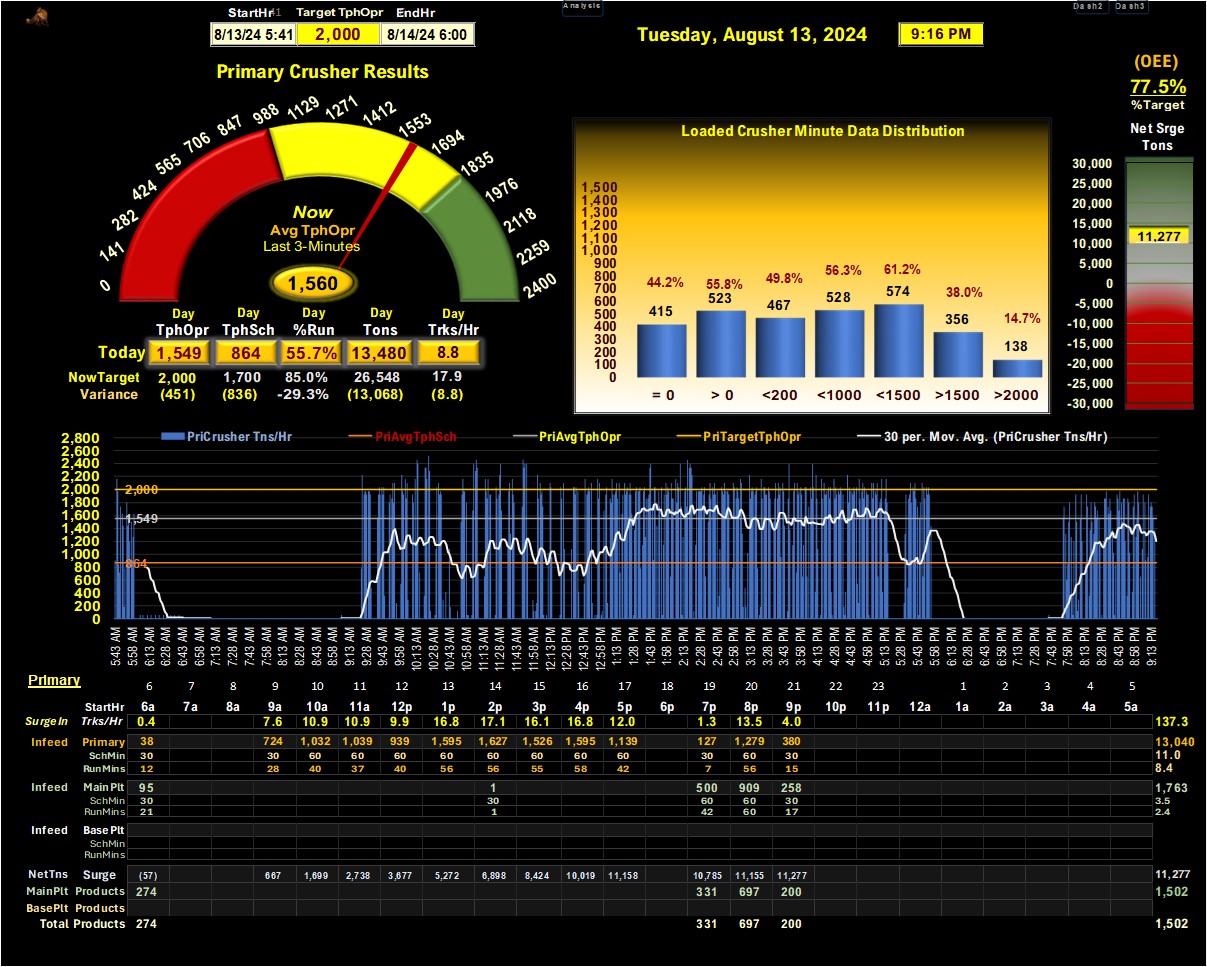 Analysis
Dash2 Dash3
StartHr Target TphOpr EndHr
8/13/24 5:41 2,000 8/14/24 6:00
Tuesday, August 13, 2024 9:16 PM
(OEE)
77.5%
%Target
Primary Crusher Results
0 141 282 424 565 706 847 988 1129 1271 1412 1553 1694 1835 1976 2118 2259 2400
Now
Avg TphOpr
Last 3-Minutes
1,560
Day Day Day Day Day
TphOpr TphSch %Run Tons Trks/Hr
Today 1,549 864 55.7% 13,480 8.8
NowTarget 2,000 1,700 85.0% 26,548 17.9
Variance (451) (836) -29.3% (13,068) (8.8)
Loaded Crusher Minute Data Distribution
1,500
1,400
1,300
1,200
1,100
1,000
900
800
700
600
500
400
300
200
100
0
44.2% 55.8% 49.8% 56.3% 61.2% 38.0% 14.7%
415 523 467 528 574 356 138
= 0 > 0 <200 <1000 <1500 >1500 >2000
Net Srge
Tons
30,000
25,000
20,000
15,000
10,000
5,000
0
-5,000
-10,000
-15,000
-20,000
-25,000
-30,000
11,277
PriCrusher Tns/Hr PriAvgTphSch PriAvgTphOpr PriTargetTphOpr 30 per. Mov. Avg. (PriCrusher Tns/Hr)
2,800
2,600
2,400
2,200
2,000
1,800
1,600
1,400
1,200
1,000
800
600
400
200
0
2,000
1,549
864
5:43 AM 5:58 AM 6:13 AM 6:28 AM 6:43 AM 6:58 AM 7:13 AM 7:28 AM 7:43 AM 7:58 AM 8:13 AM 8:28 AM 8:43 AM 8:58 AM 9:13 AM 9:28 AM 9:43 AM 9:58 AM 10:13 AM 10:28 AM 10:43 AM 10:58 AM 11:13 AM 11:28 AM 11:43 AM 11:58 AM 12:13 PM 12:28 PM 12:43 PM 12:58 PM 1:13 PM 1:28 PM 1:43 PM 1:58 PM 2:13 PM 2:28 PM 2:43 PM 2:58 PM 3:13 PM 3:28 PM 3:43 PM 3:58 PM 4:13 PM 4:28 PM 4:43 PM 4:58 PM 5:13 PM 5:28 PM 5:43 PM 5:58 PM 6:13 PM 6:28 PM 6:43 PM 6:58 PM 7:13 PM 7:28 PM 7:43 PM 7:58 PM 8:13 PM 8:28 PM 8:43 PM 8:58 PM 9:13 PM
Primary
6 7 8 9 10 11 12 13 14 15 16 17 18 19 20 21 22 23 1 2 3 4 5
StartHr 6a 7a 8a 9a 10a 11a 12p 1p 2p 3p 4p 5p 6p 7p 8p 9p 10p 11p 12a 1a 2a 3a 4a 5a
SurgeIn Trks/Hr 0.4 7.6 10.9 10.9 9.9 16.8 17.1 16.1 16.8 12.0 1.3 13.5 4.0 137.3
Infeed Primary 38 724 1,032 1,039 939 1,595 1,627 1,526 1,595 1,139 127 1,279 380 13,040
SchMin 30 60 60 60 60 60 60 60 60 60 30 60 30 11.0
RunMins 12 28 40 37 40 56 56 55 58 42 7 56 15 8.4
Infeed MainPlt 95 1 500 909 258 1,763
SchMin 30 30 60 60 30 3.5
RunMins 21 1 42 60 17 2.4
Infeed BasePlt
SchMin
RunMins
NetTns Surge (57) 667 1,699 2,738 3,677 5,272 6,898 8,424 10,019 11,158 10,785 11,155 11,277 11,277
MainPlt Products 274 331 697 200 1,502
BasePlt Products
Total Products 274 331 697 200 1,502